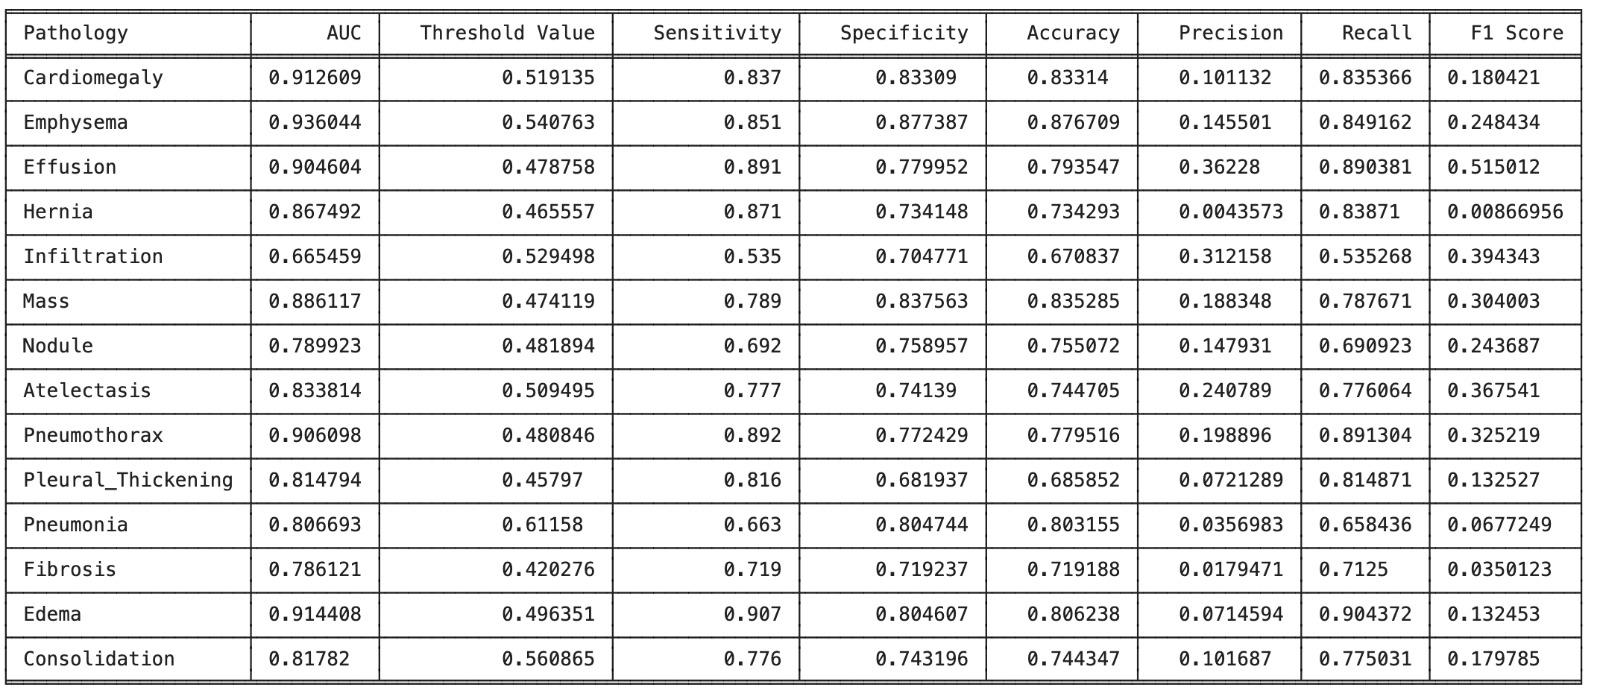 Pathology AUC Threshold Value Sensitivity Specificity Accuracy Precision Recall F1 Score
Cardiomegaly 0.912609 0.519135 0.837 0.83309 0.83314 0.101132 0.835366 0.180421
Emphysema 0.936044 0.540763 0.851 0.877387 0.876709 0.145501 0.849162 0.248434
Effusion 0.904604 0.478758 0.891 0.779952 0.793547 0.36228 0.890381 0.515012
Hernia 0.867492 0.465557 0.871 0.734148 0.734293 0.0043573 0.83871 0.00866956
Infiltration 0.665459 0.529498 0.535 0.704771 0.670837 0.312158 0.535268 0.394343
Mass 0.886117 0.474119 0.789 0.837563 0.835285 0.188348 0.787671 0.304003
Nodule 0.789923 0.481894 0.692 0.758957 0.755072 0.147931 0.690923 0.243687
Atelectasis 0.833814 0.509495 0.777 0.74139 0.744705 0.240789 0.776064 0.367541
Pneumothorax 0.906098 0.480846 0.892 0.772429 0.779516 0.198896 0.891304 0.325219
Pleural_Thickening 0.814794 0.45797 0.816 0.681937 0.685852 0.0721289 0.814871 0.132527
Pneumonia 0.806693 0.61158 0.663 0.804744 0.803155 0.0356983 0.658436 0.0677249
Fibrosis 0.786121 0.420276 0.719 0.719237 0.719188 0.0179471 0.7125 0.0350123
Edema 0.914408 0.496351 0.907 0.804607 0.806238 0.0714594 0.904372 0.132453
Consolidation 0.81782 0.560865 0.776 0.743196 0.744347 0.101687 0.775031 0.179785